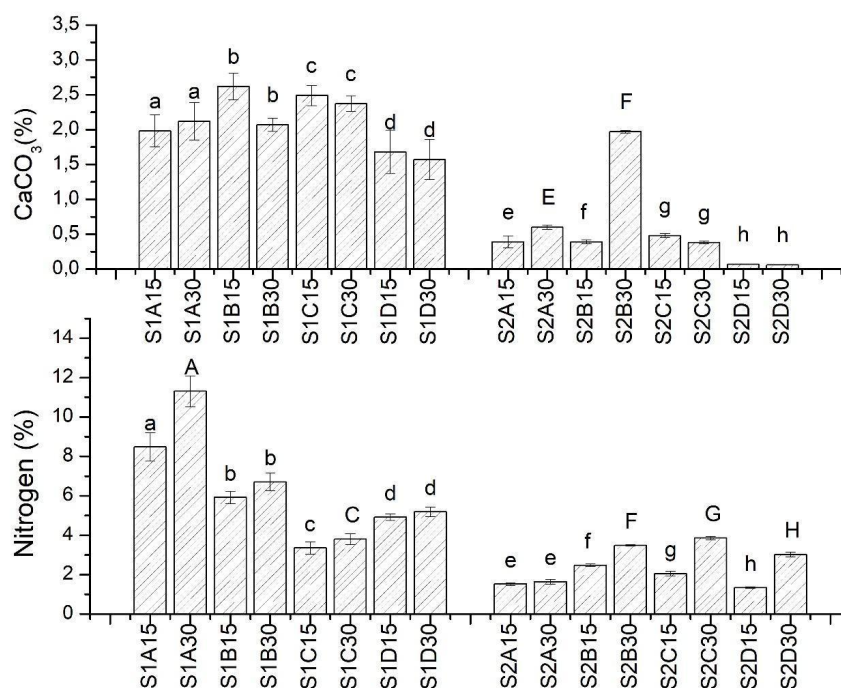 3,5
3,0
2,5
2,0
1,5
1,0
0,5
0,0
CaCO₃(%)
a a b b c c d d e E f F g g h h
S1A15 S1A30 S1B15 S1B30 S1C15 S1C30 S1D15 S1D30 S2A15 S2A30 S2B15 S2B30 S2C15 S2C30 S2D15 S2D30
14
12
10
8
6
4
2
0
Nitrogen (%)
a A b b c C d d e e f F g G h H
S1A15 S1A30 S1B15 S1B30 S1C15 S1C30 S1D15 S1D30 S2A15 S2A30 S2B15 S2B30 S2C15 S2C30 S2D15 S2D30